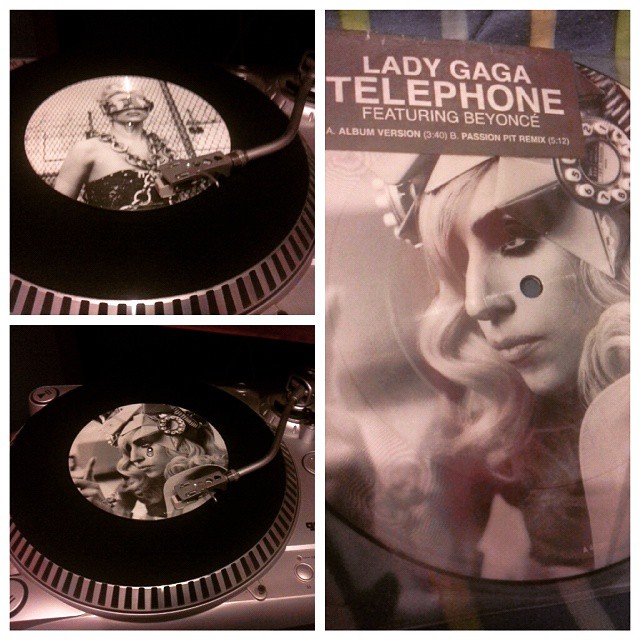 LADY GAGA
TELEPHONE
FEATURING BEYONCÉ
A. ALBUM VERSION (3:40) B. PASSION PIT REMIX (5:12)